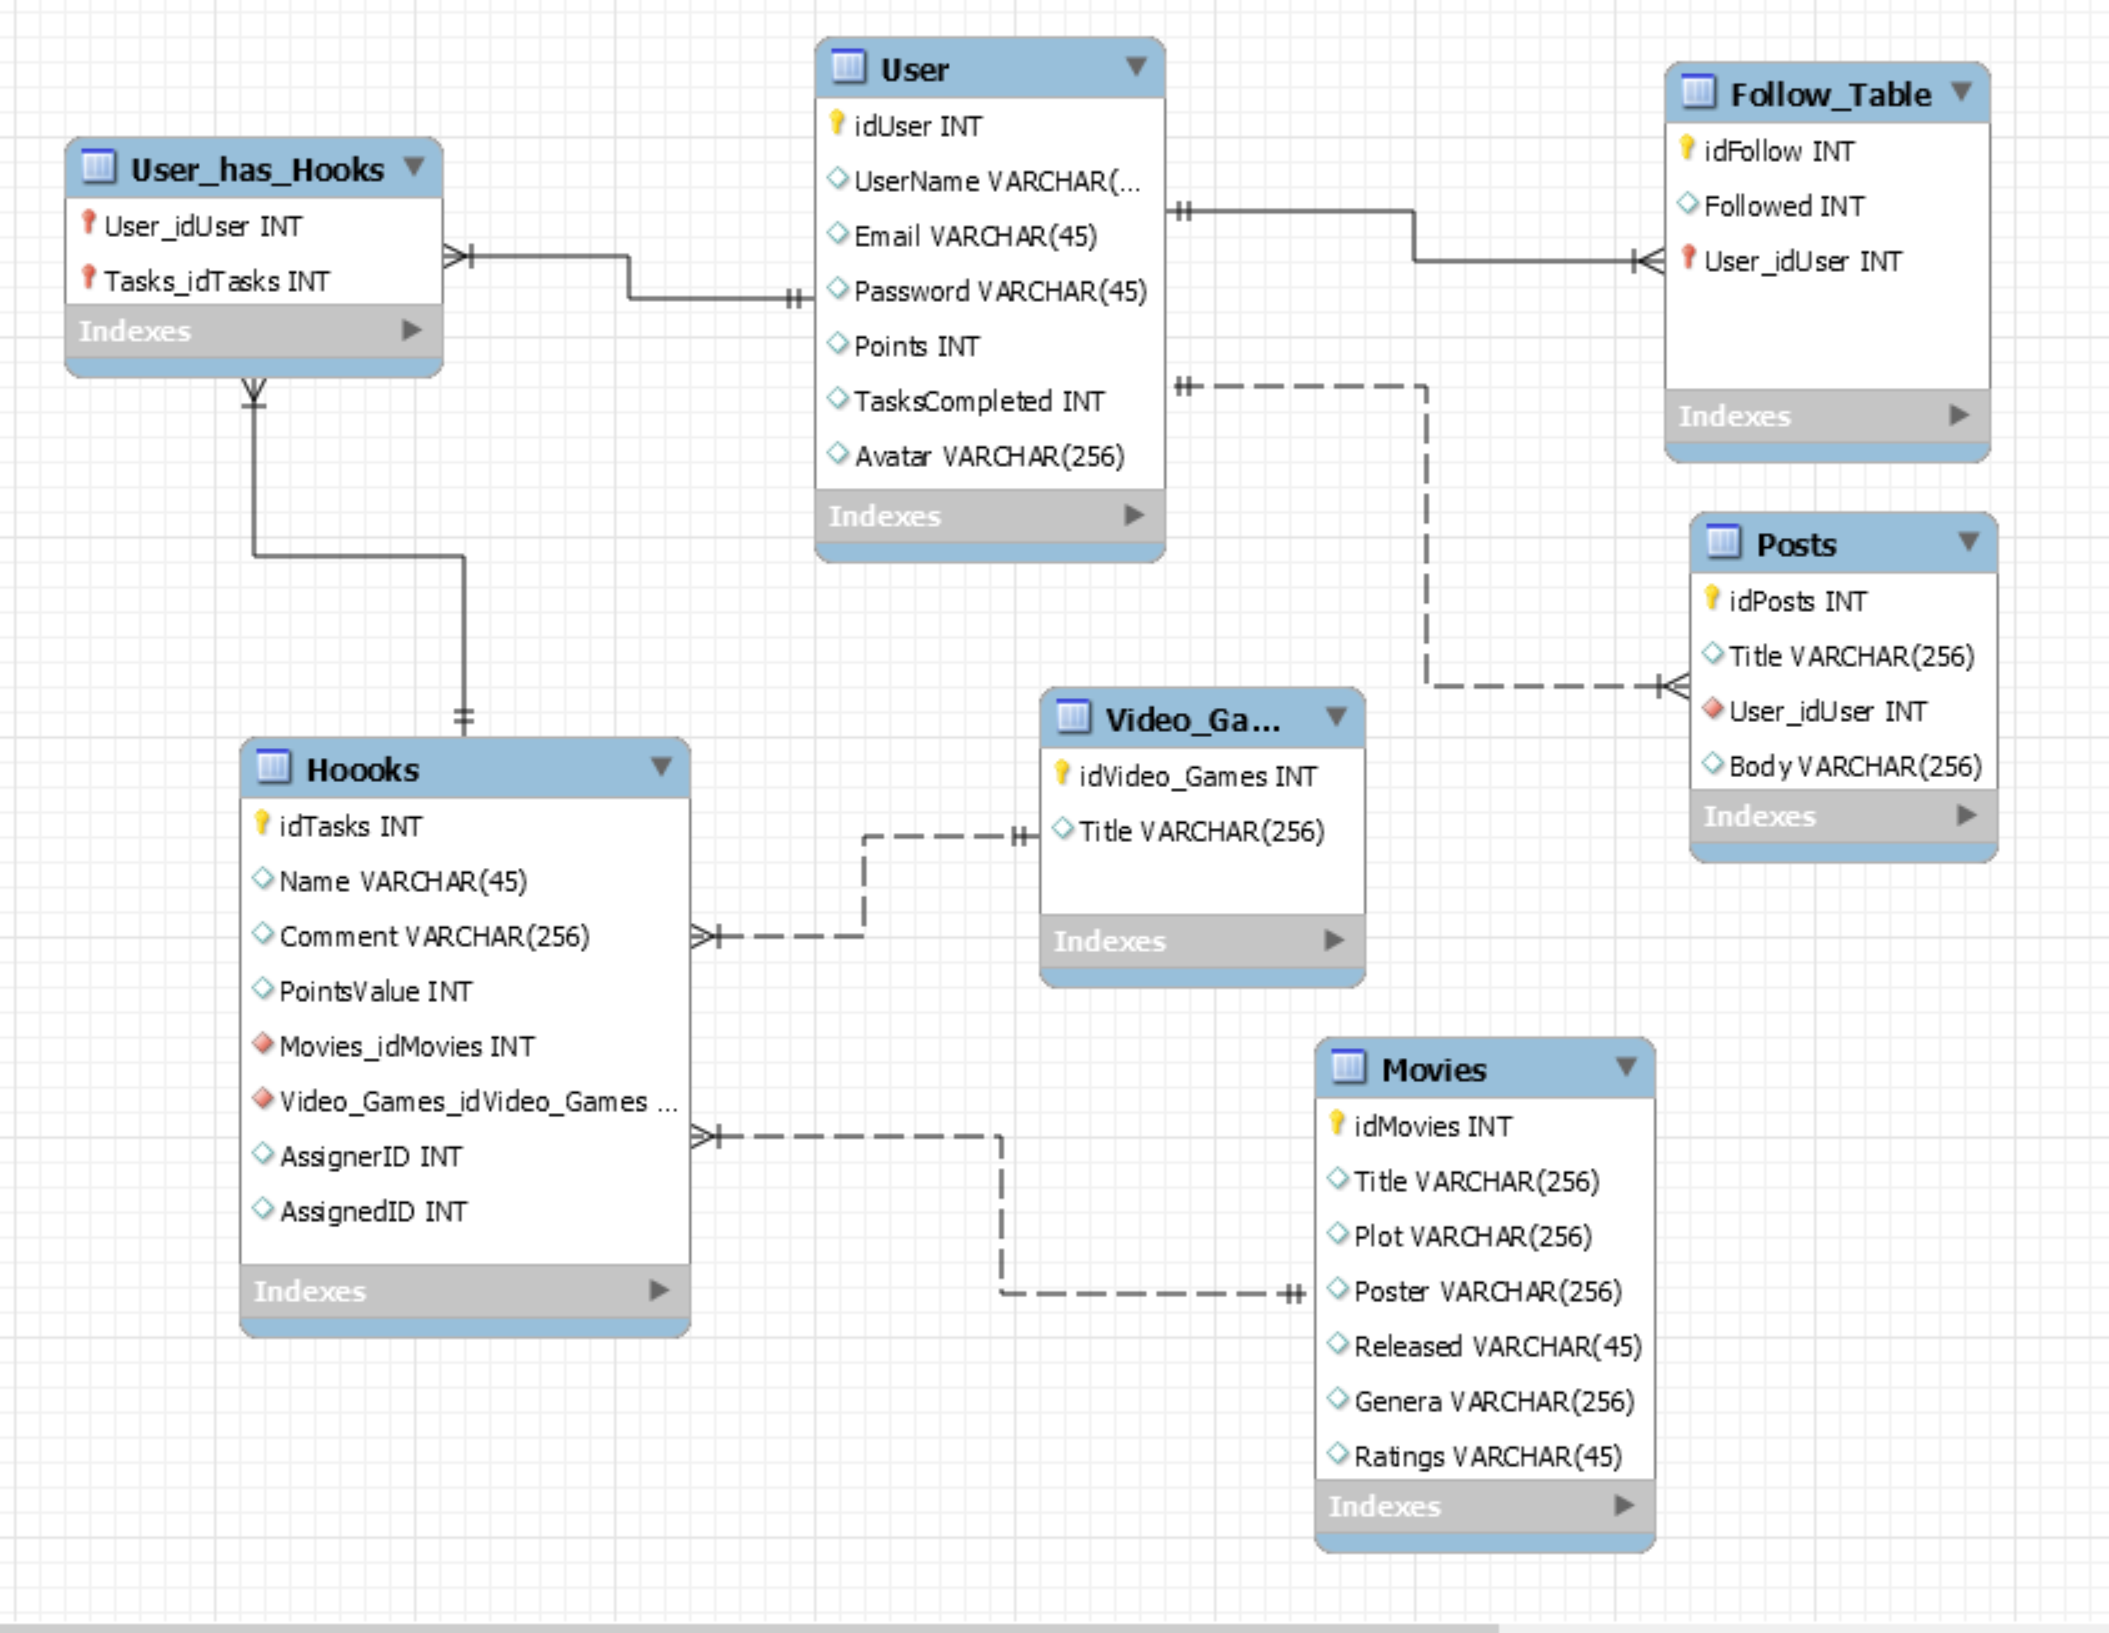 User_has_Hooks
User_idUser INT
Tasks_idTasks INT
Indexes
User
idUser INT
UserName VARCHAR(...
Email VARCHAR(45)
Password VARCHAR(45)
Points INT
TasksCompleted INT
Avatar VARCHAR(256)
Indexes
Follow_Table
idFollow INT
Followed INT
User_idUser INT
Indexes
Posts
idPosts INT
Title VARCHAR(256)
User_idUser INT
Body VARCHAR(256)
Indexes
Hoooks
idTasks INT
Name VARCHAR(45)
Comment VARCHAR(256)
PointsValue INT
Movies_idMovies INT
Video_Games_idVideo_Games ...
AssignerID INT
AssignedID INT
Indexes
Video_Ga...
idVideo_Games INT
Title VARCHAR(256)
Indexes
Movies
idMovies INT
Title VARCHAR(256)
Plot VARCHAR(256)
Poster VARCHAR(256)
Released VARCHAR(45)
Genera VARCHAR(256)
Ratings VARCHAR(45)
Indexes